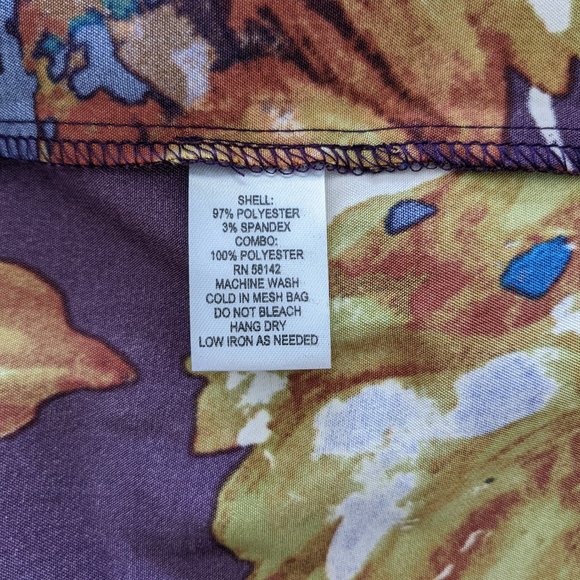 SHELL:
97% POLYESTER
3% SPANDEX
COMBO:
100% POLYESTER
RN 58142
MACHINE WASH
COLD IN MESH BAG
DO NOT BLEACH
HANG DRY
LOW IRON AS NEEDED